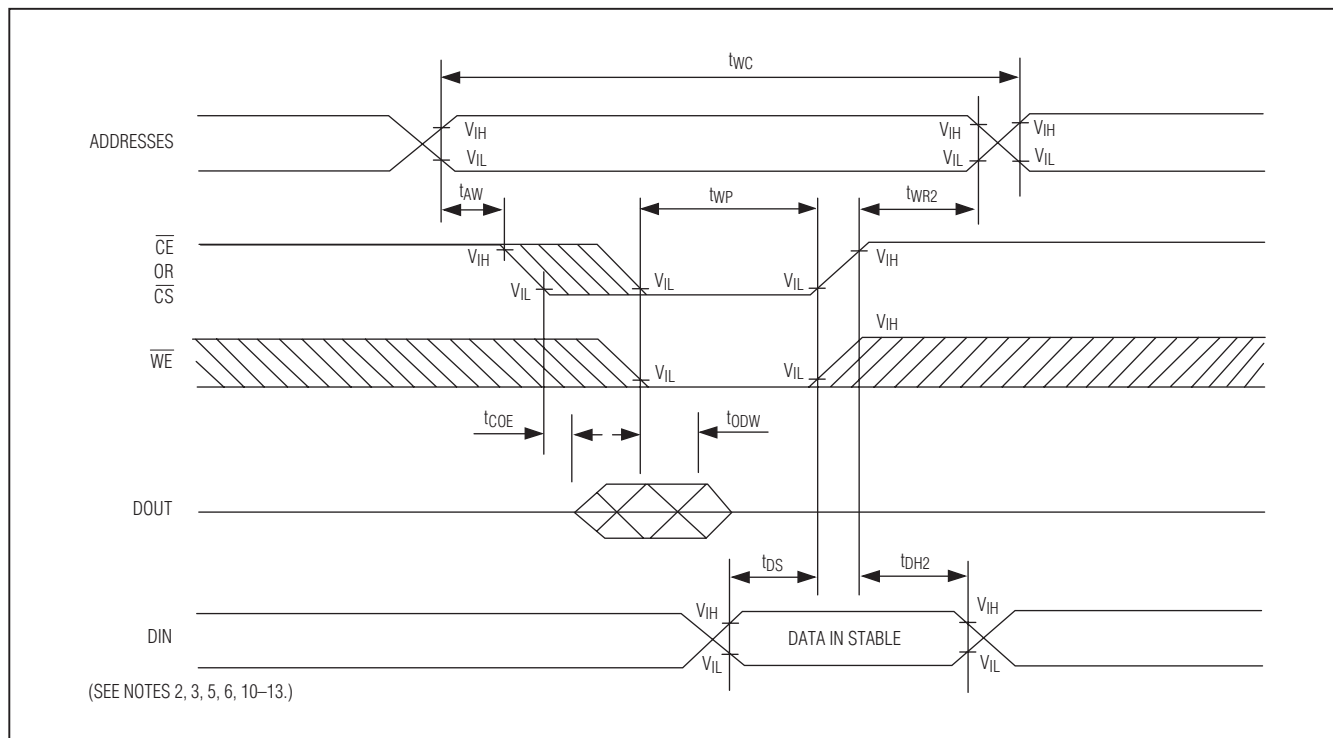 tWC
ADDRESSES
VIH
VIL
VIH
VIL
VIH
VIL
tAW
tWP
tWR2
CE
OR
CS
VIH
VIL
VIL
VIL
VIH
WE
VIL
VIL
VIH
tCOE
tODW
DOUT
tDS
tDH2
DIN
VIH
VIL
DATA IN STABLE
VIH
VIL
(SEE NOTES 2, 3, 5, 6, 10–13.)